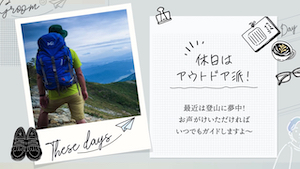 Groom
Day
休日は
アウトドア派!
最近は登山に夢中!
お声がけいただければ
いつでもガイドしますよ〜
These days